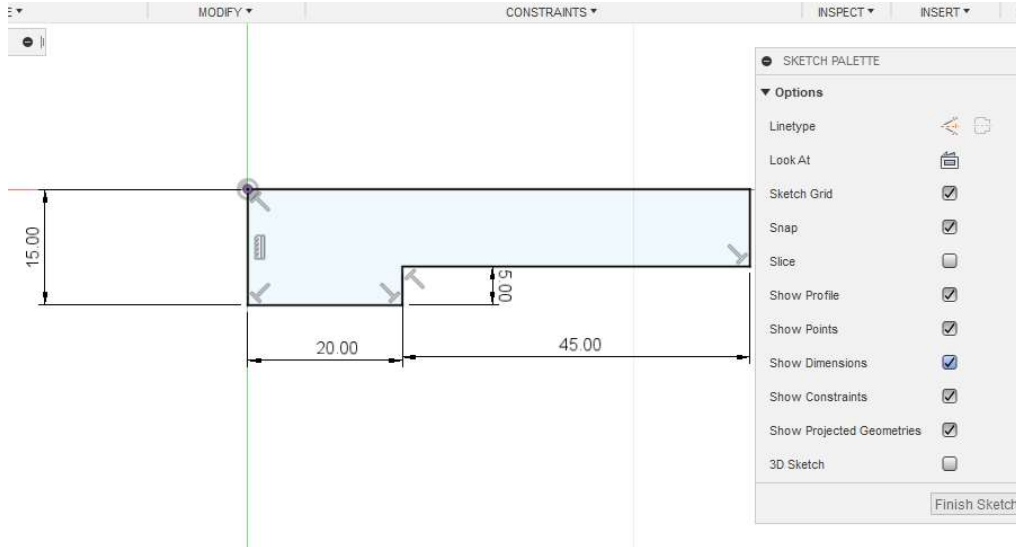 MODIFY ▾ CONSTRAINTS ▾ INSPECT ▾ INSERT ▾
SKETCH PALETTE
▼ Options
Linetype
Look At
Sketch Grid
Snap
Slice
Show Profile
Show Points
Show Dimensions
Show Constraints
Show Projected Geometries
3D Sketch
Finish Sketch
15.00
5.00
20.00
45.00